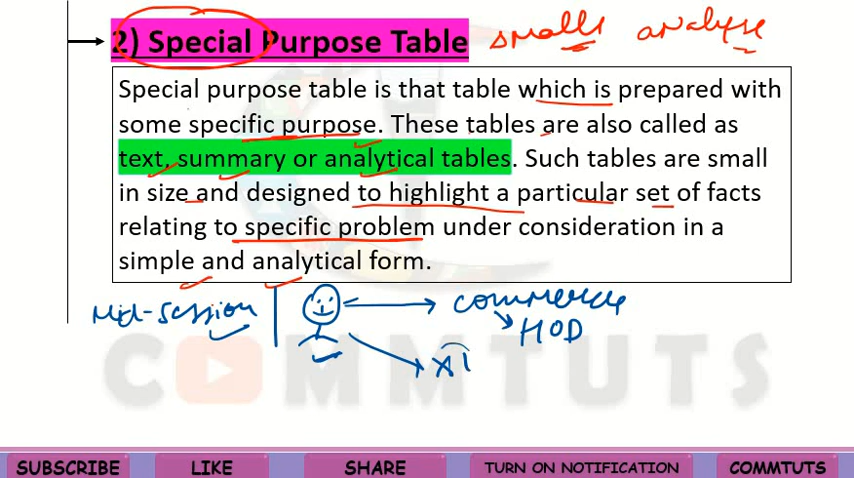 2) Special Purpose Table smalls analyse
Special purpose table is that table which is prepared with
some specific purpose. These tables are also called as
text, summary or analytical tables. Such tables are small
in size and designed to highlight a particular set of facts
relating to specific problem under consideration in a
simple and analytical form.
Mid-session commerce
HOD
XI
COMMTUTS
SUBSCRIBE LIKE SHARE TURN ON NOTIFICATION COMMTUTS